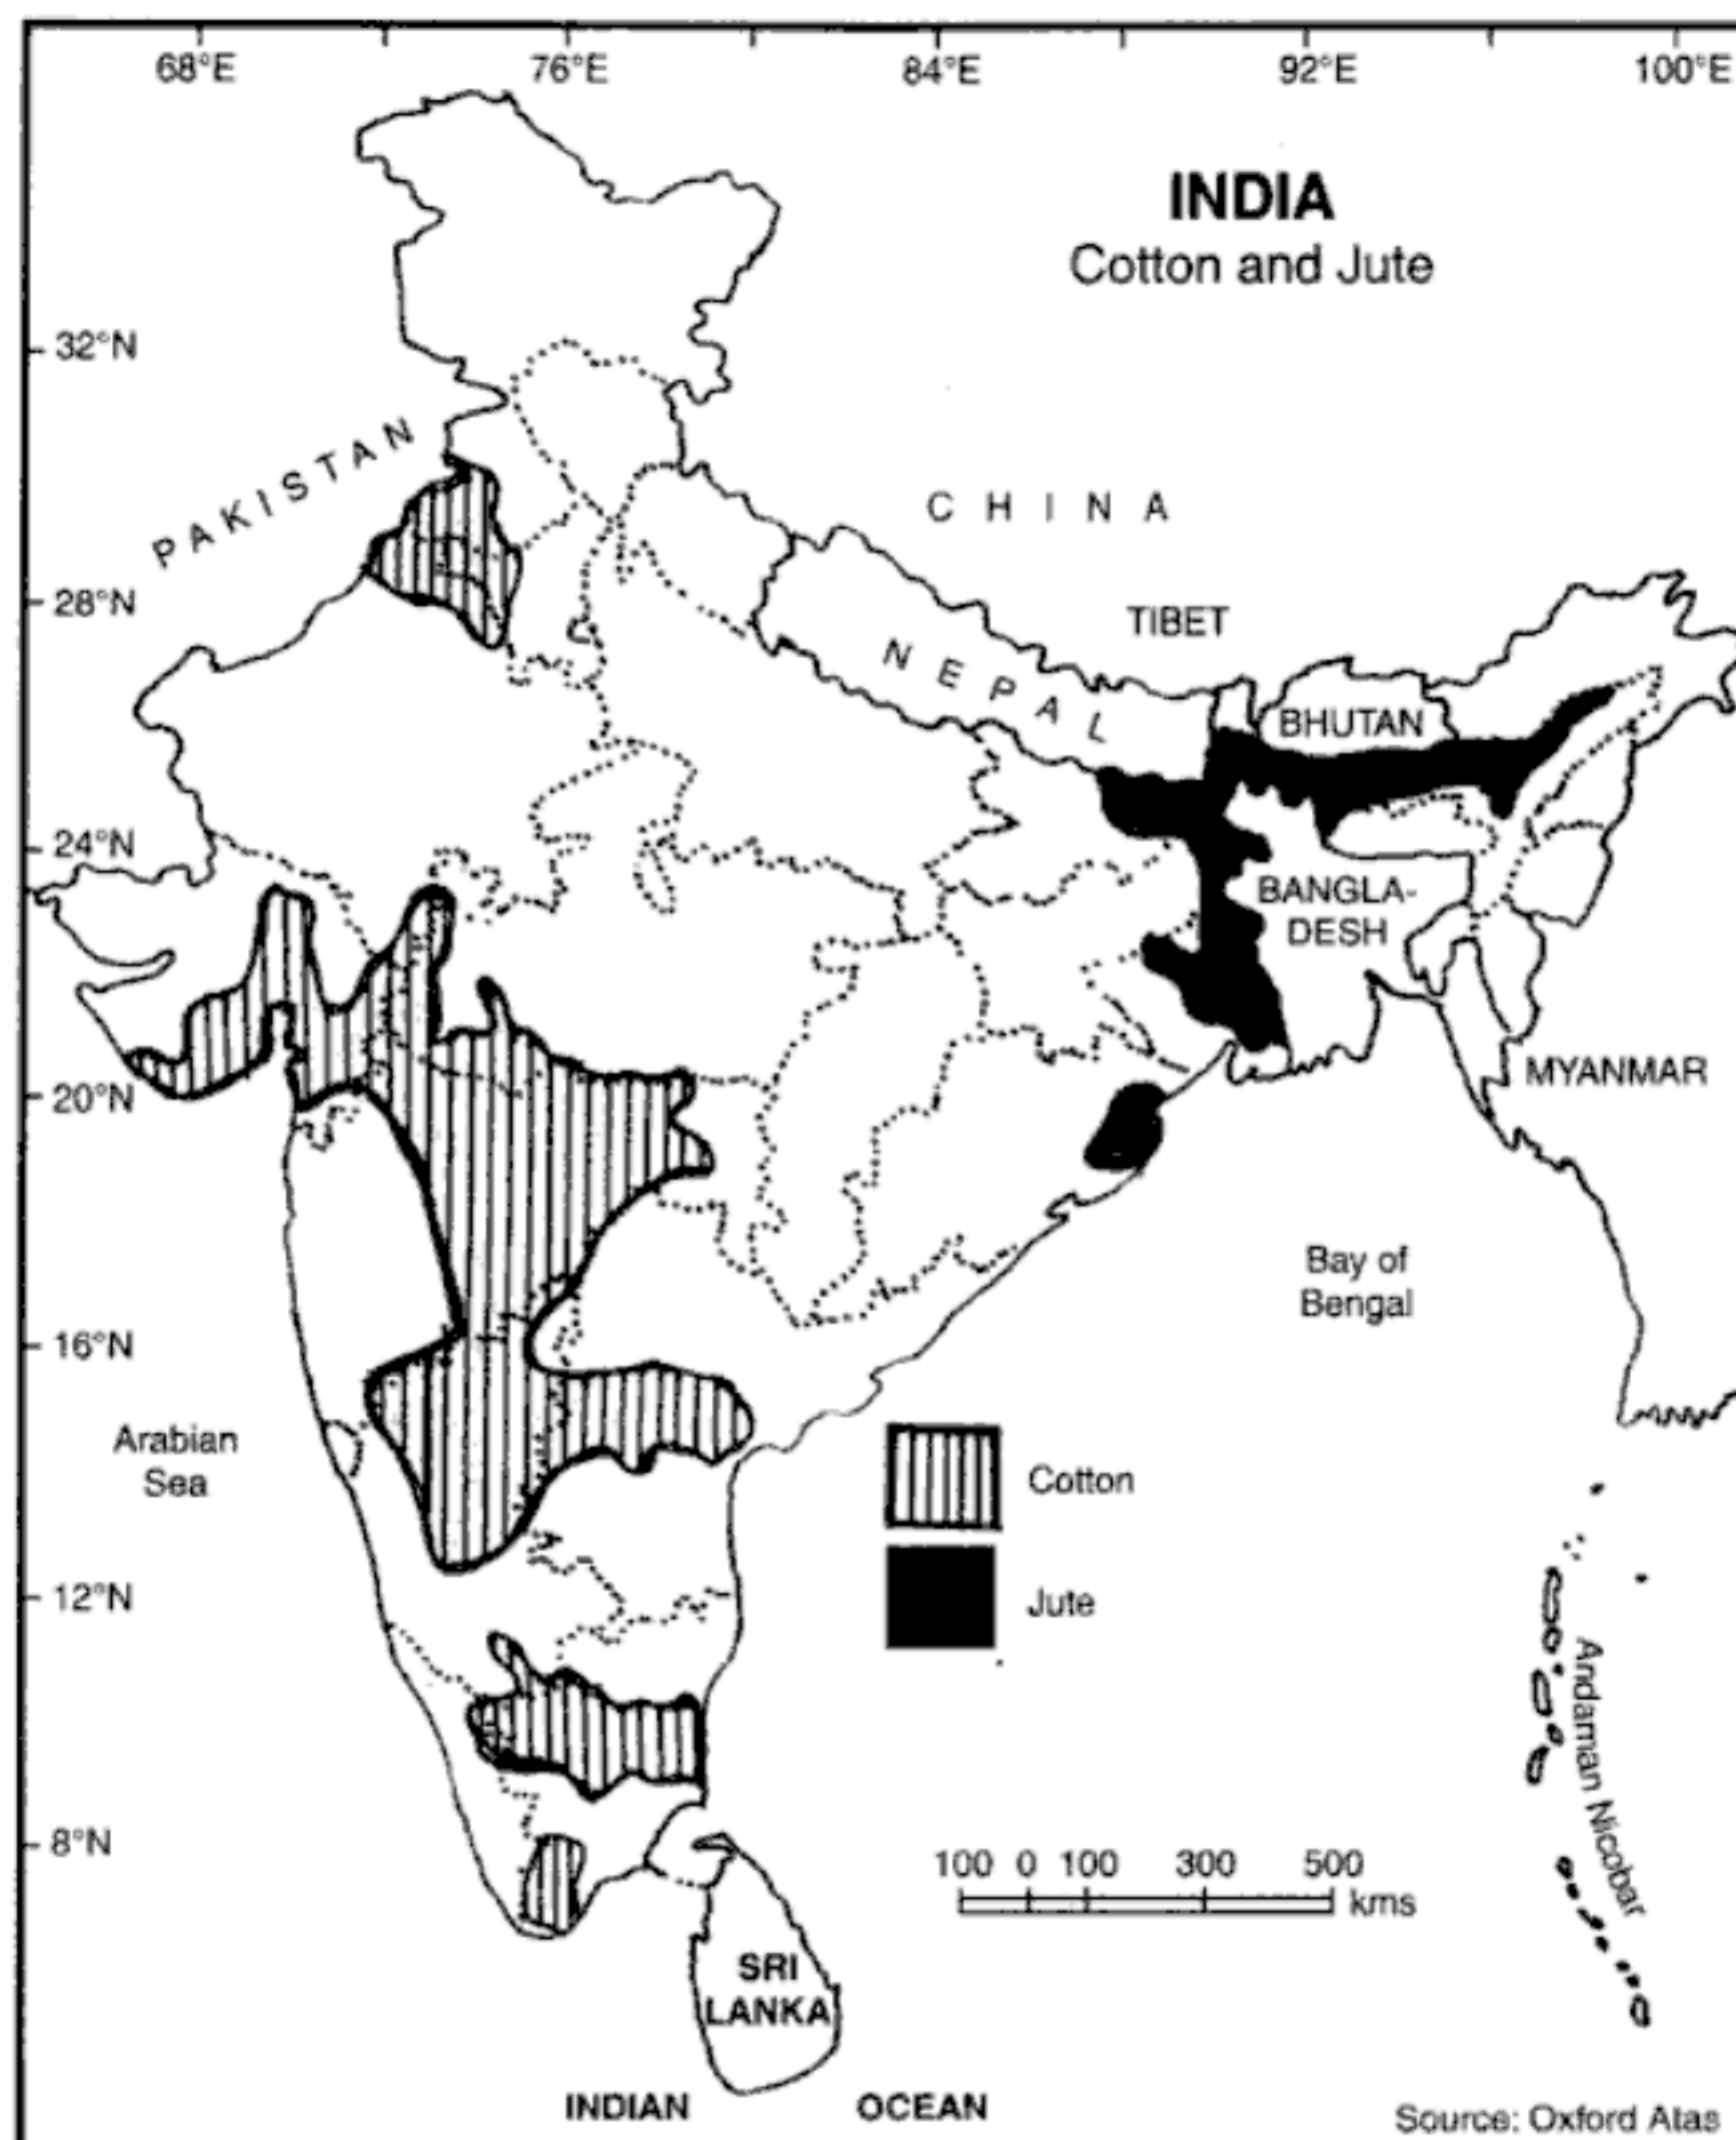 68°E 76°E 84°E 92°E 100°E
INDIA
Cotton and Jute
32°N
PAKISTAN
CHINA
28°N
TIBET
NEPAL
BHUTAN
24°N
BANGLA-
DESH
20°N
MYANMAR
Bay of
Bengal
16°N
Arabian
Sea
Cotton
12°N
Jute
Andaman Nicobar
8°N
100 0 100 300 500
kms
SRI
LANKA
INDIAN OCEAN
Source: Oxford Atas